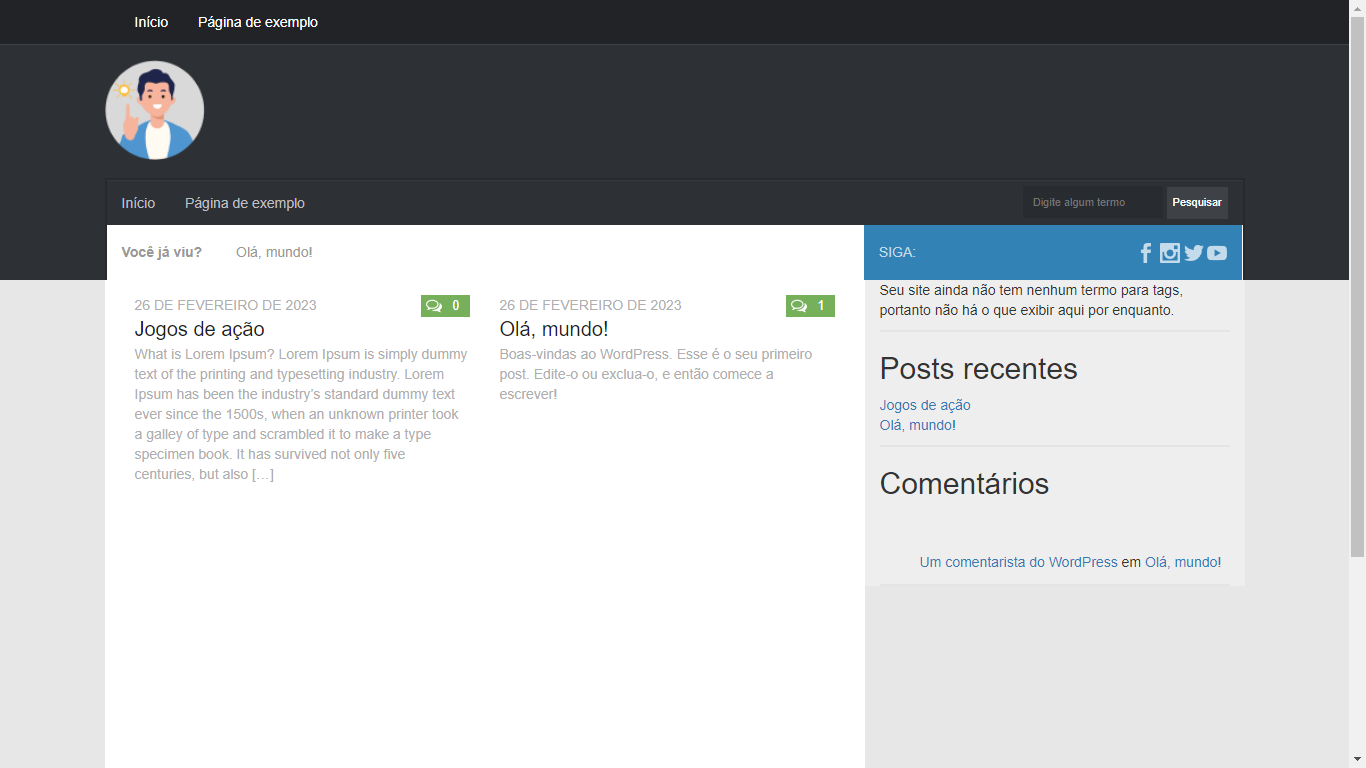 Início Página de exemplo
Início Página de exemplo Digite algum termo Pesquisar
Você já viu? Olá, mundo!
SIGA:
26 DE FEVEREIRO DE 2023 0
Jogos de ação
What is Lorem Ipsum? Lorem Ipsum is simply dummy
text of the printing and typesetting industry. Lorem
Ipsum has been the industry’s standard dummy text
ever since the 1500s, when an unknown printer took
a galley of type and scrambled it to make a type
specimen book. It has survived not only five
centuries, but also […]
26 DE FEVEREIRO DE 2023 1
Olá, mundo!
Boas-vindas ao WordPress. Esse é o seu primeiro
post. Edite-o ou exclua-o, e então comece a
escrever!
Seu site ainda não tem nenhum termo para tags,
portanto não há o que exibir aqui por enquanto.
Posts recentes
Jogos de ação
Olá, mundo!
Comentários
Um comentarista do WordPress em Olá, mundo!